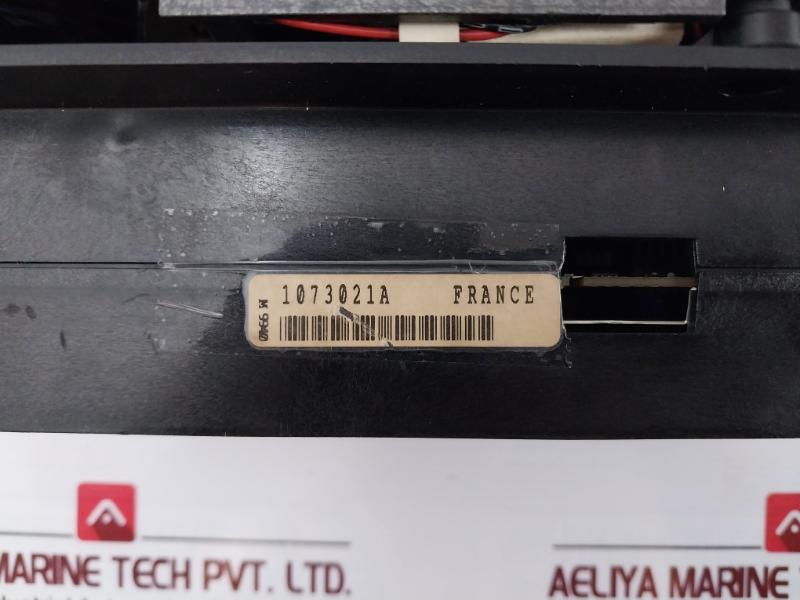 1073021A FRANCE
MARINE TECH PVT. LTD.
AELIYA MARINE T